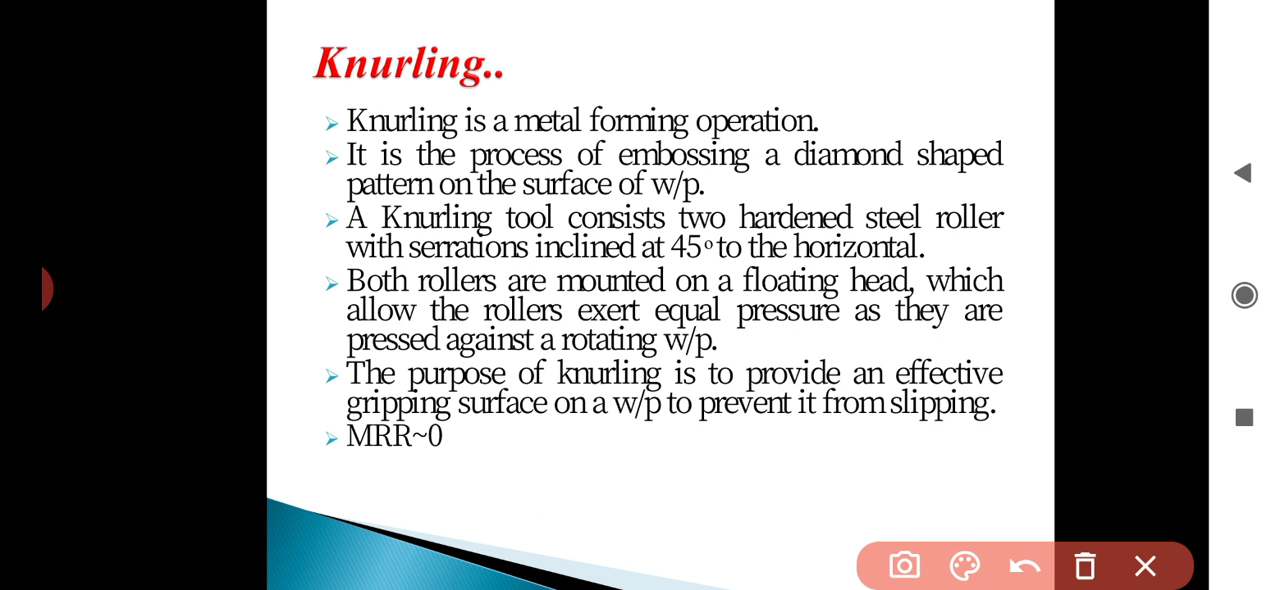 Knurling..
➢ Knurling is a metal forming operation.
➢ It is the process of embossing a diamond shaped
pattern on the surface of w/p.
➢ A Knurling tool consists two hardened steel roller
with serrations inclined at 45° to the horizontal.
➢ Both rollers are mounted on a floating head, which
allow the rollers exert equal pressure as they are
pressed against a rotating w/p.
➢ The purpose of knurling is to provide an effective
gripping surface on a w/p to prevent it from slipping.
➢ MRR~0